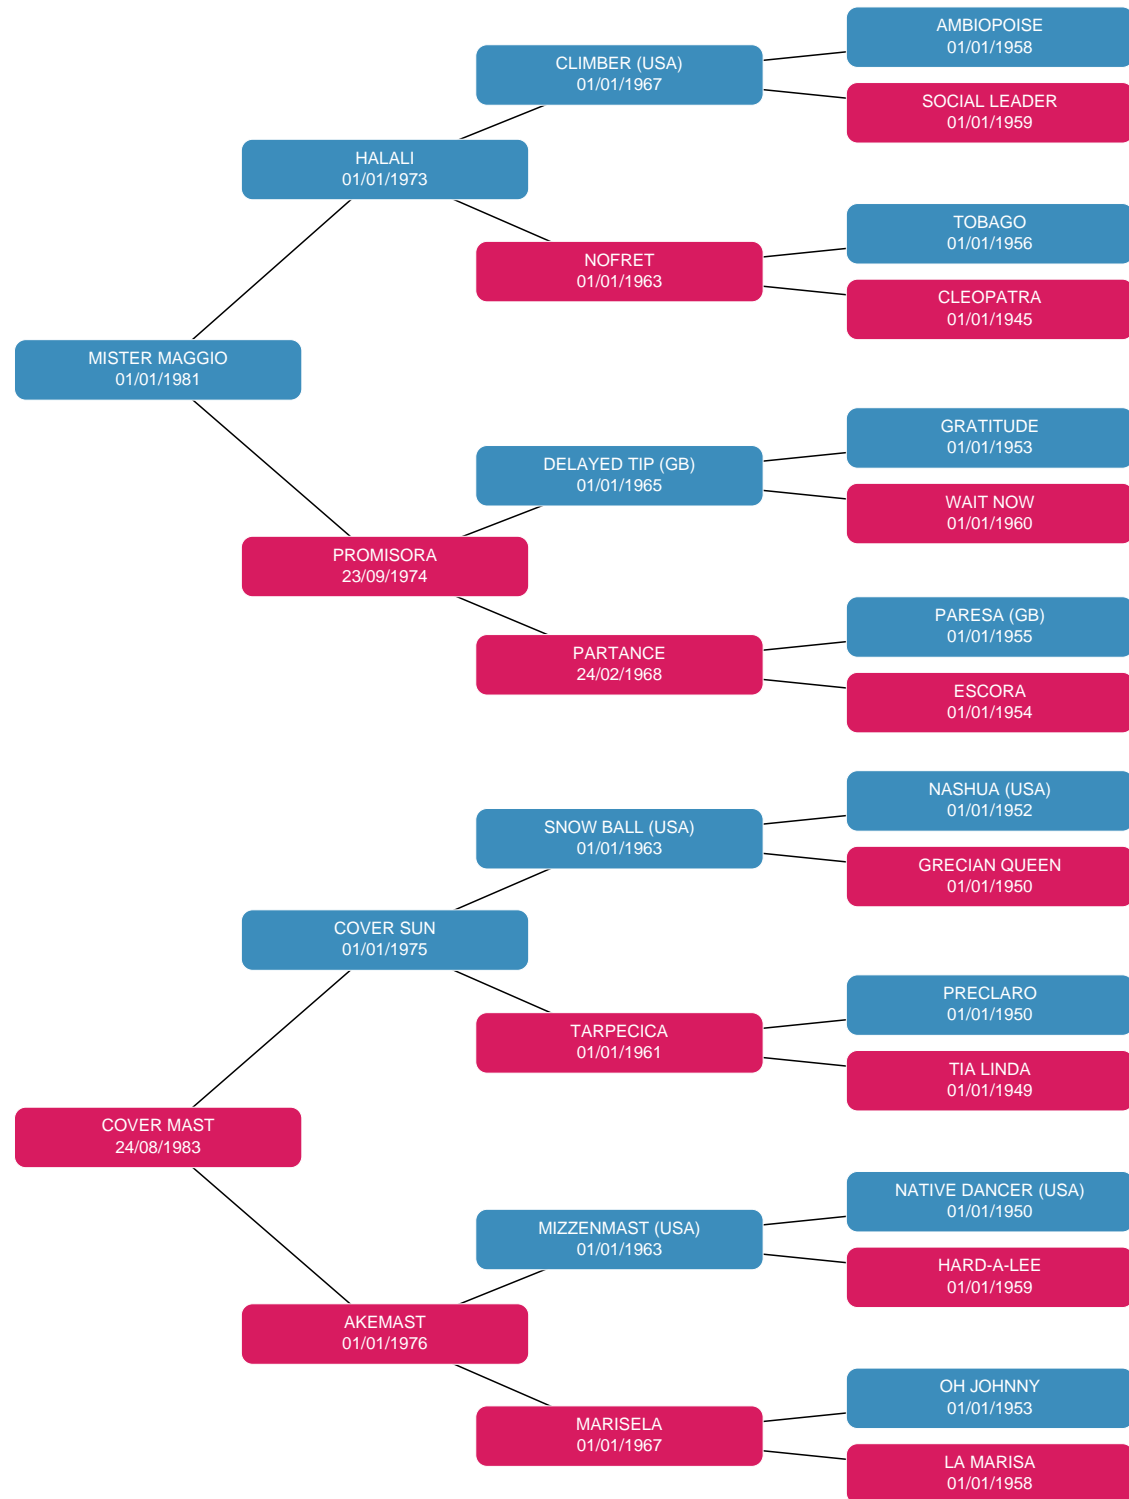 AMBIOPOISE
01/01/1958
CLIMBER (USA)
01/01/1967
SOCIAL LEADER
01/01/1959
HALALI
01/01/1973
TOBAGO
01/01/1956
NOFRET
01/01/1963
CLEOPATRA
01/01/1945
MISTER MAGGIO
01/01/1981
GRATITUDE
01/01/1953
DELAYED TIP (GB)
01/01/1965
WAIT NOW
01/01/1960
PROMISORA
23/09/1974
PARESA (GB)
01/01/1955
PARTANCE
24/02/1968
ESCORA
01/01/1954
NASHUA (USA)
01/01/1952
SNOW BALL (USA)
01/01/1963
GRECIAN QUEEN
01/01/1950
COVER SUN
01/01/1975
PRECLARO
01/01/1950
TARPECICA
01/01/1961
TIA LINDA
01/01/1949
COVER MAST
24/08/1983
NATIVE DANCER (USA)
01/01/1950
MIZZENMAST (USA)
01/01/1963
HARD-A-LEE
01/01/1959
AKEMAST
01/01/1976
OH JOHNNY
01/01/1953
MARISELA
01/01/1967
LA MARISA
01/01/1958